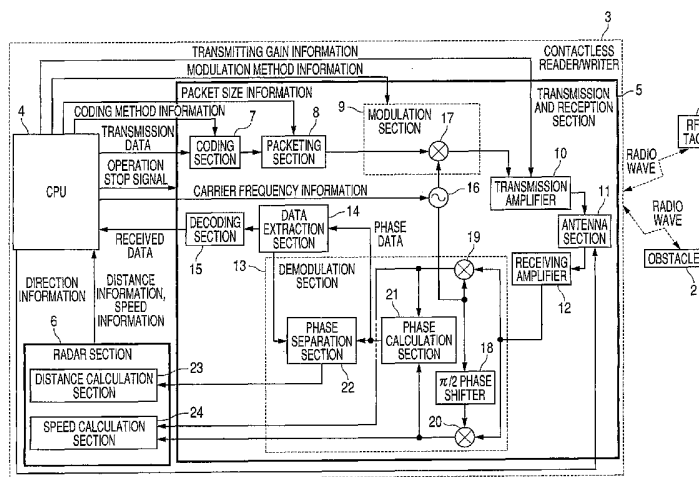 3
TRANSMITTING GAIN INFORMATION
CONTACTLESS
READER/WRITER
MODULATION METHOD INFORMATION
PACKET SIZE INFORMATION
5
4
CODING METHOD INFORMATION
9
MODULATION
SECTION
TRANSMISSION
AND RECEPTION
SECTION
7
8
17
TRANSMISSION
DATA
CODING
SECTION
PACKETING
SECTION
RF
TAG
CPU
OPERATION
STOP SIGNAL
10
RADIO
WAVE
CARRIER FREQUENCY INFORMATION
16
TRANSMISSION
AMPLIFIER
11
14
DECODING
SECTION
DATA
EXTRACTION
SECTION
PHASE
DATA
ANTENNA
SECTION
RADIO
WAVE
RECEIVED
DATA
15
19
RECEIVING
AMPLIFIER
OBSTACLE
2
13
DEMODULATION
SECTION
12
DIRECTION
INFORMATION
DISTANCE
INFORMATION,
SPEED
INFORMATION
21
6
PHASE
SEPARATION
SECTION
PHASE
CALCULATION
SECTION
18
RADAR SECTION
23
22
π/2 PHASE
SHIFTER
DISTANCE CALCULATION
SECTION
24
SPEED CALCULATION
SECTION
20